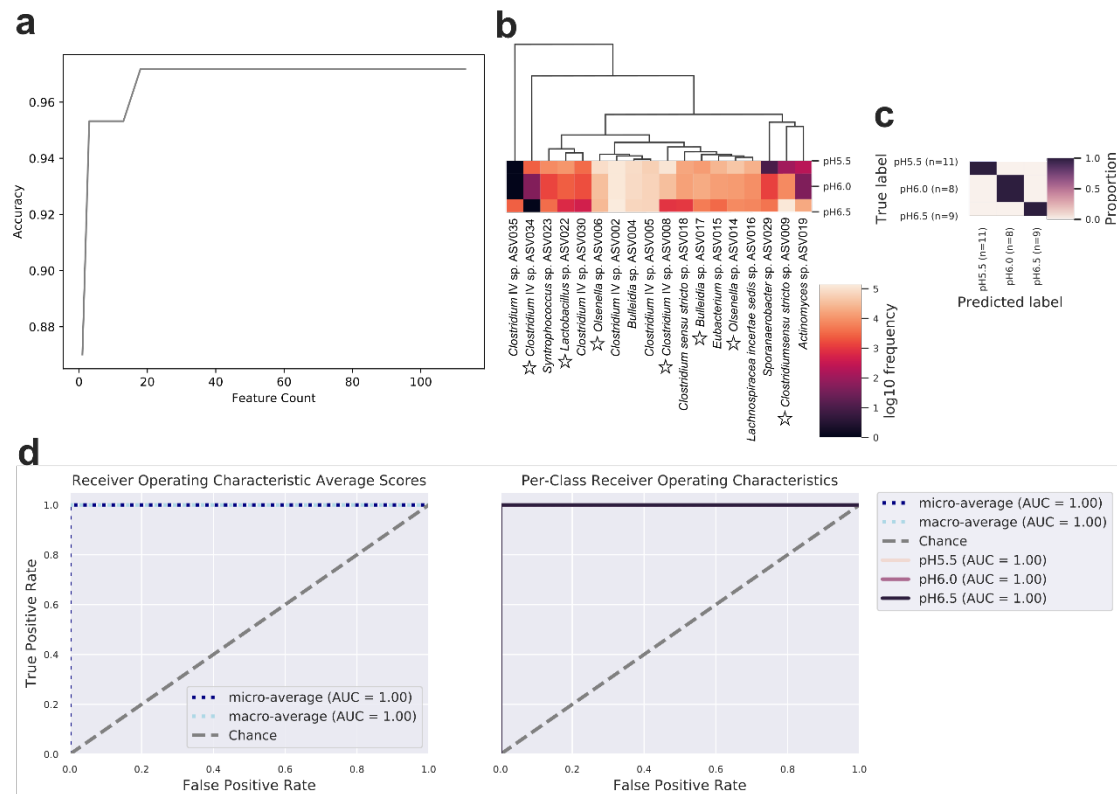 a
Accuracy
0.96
0.94
0.92
0.90
0.88
0
20
40
60
80
100
Feature Count
b
pH5.5
pH6.0
pH6.5
Clostridium IV sp. ASV035
☆ Clostridium IV sp. ASV034
Syntrophococcus sp. ASV023
☆ Lactobacillus sp. ASV022
Clostridium IV sp. ASV030
☆ Olsenella sp. ASV006
Clostridium IV sp. ASV002
Bulleidia sp. ASV004
Clostridium IV sp. ASV005
☆ Clostridium IV sp. ASV008
Clostridium sensu stricto sp. ASV018
☆ Bulleidia sp. ASV017
Eubacterium sp. ASV015
☆ Olsenella sp. ASV014
Lachnospiracea incertae sedis sp. ASV016
Sporanaerobacter sp. ASV029
☆ Clostridiumsensu stricto sp. ASV009
Actinomyces sp. ASV019
5
4
3
2
1
0
log10 frequency
c
True label
pH5.5 (n=11)
pH6.0 (n=8)
pH6.5 (n=9)
pH5.5 (n=11)
pH6.0 (n=8)
pH6.5 (n=9)
Predicted label
1.0
0.5
0.0
Proportion
d
Receiver Operating Characteristic Average Scores
True Positive Rate
1.0
0.8
0.6
0.4
0.2
0.0
micro-average (AUC = 1.00)
macro-average (AUC = 1.00)
Chance
0.0
0.2
0.4
0.6
0.8
1.0
False Positive Rate
Per-Class Receiver Operating Characteristics
0.0
0.2
0.4
0.6
0.8
1.0
False Positive Rate
micro-average (AUC = 1.00)
macro-average (AUC = 1.00)
Chance
pH5.5 (AUC = 1.00)
pH6.0 (AUC = 1.00)
pH6.5 (AUC = 1.00)